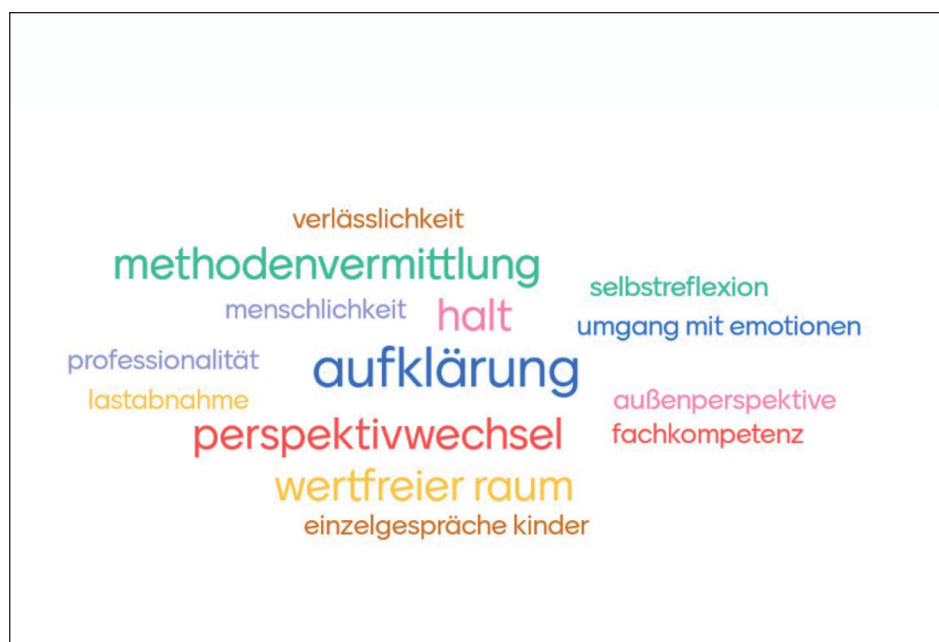 verlässlichkeit
methodenvermittlung
selbstreflexion
menschlichkeit
halt
umgang mit emotionen
professionalität
aufklärung
lastabnahme
außenperspektive
perspektivwechsel
fachkompetenz
wertfreier raum
einzelgespräche kinder